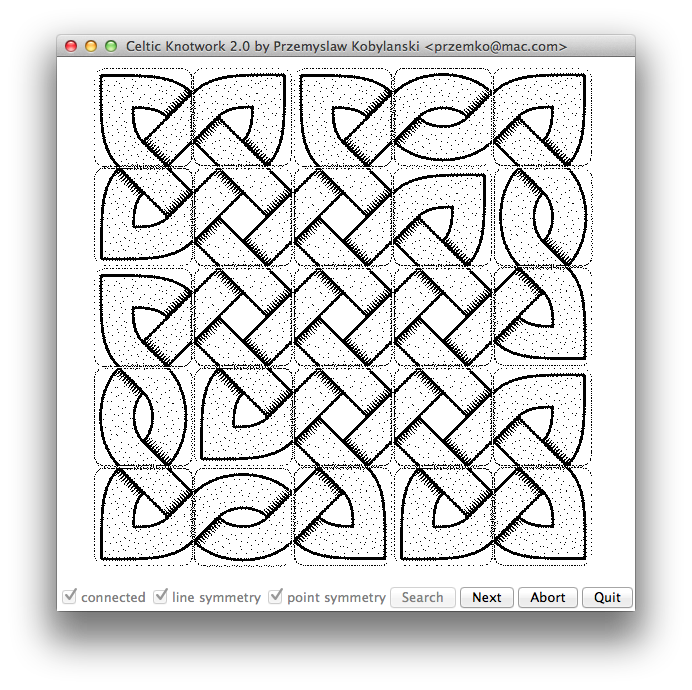 Celtic Knotwork 2.0 by Przemyslaw Kobylanski <przemko@mac.com>
connected line symmetry point symmetry Search Next Abort Quit